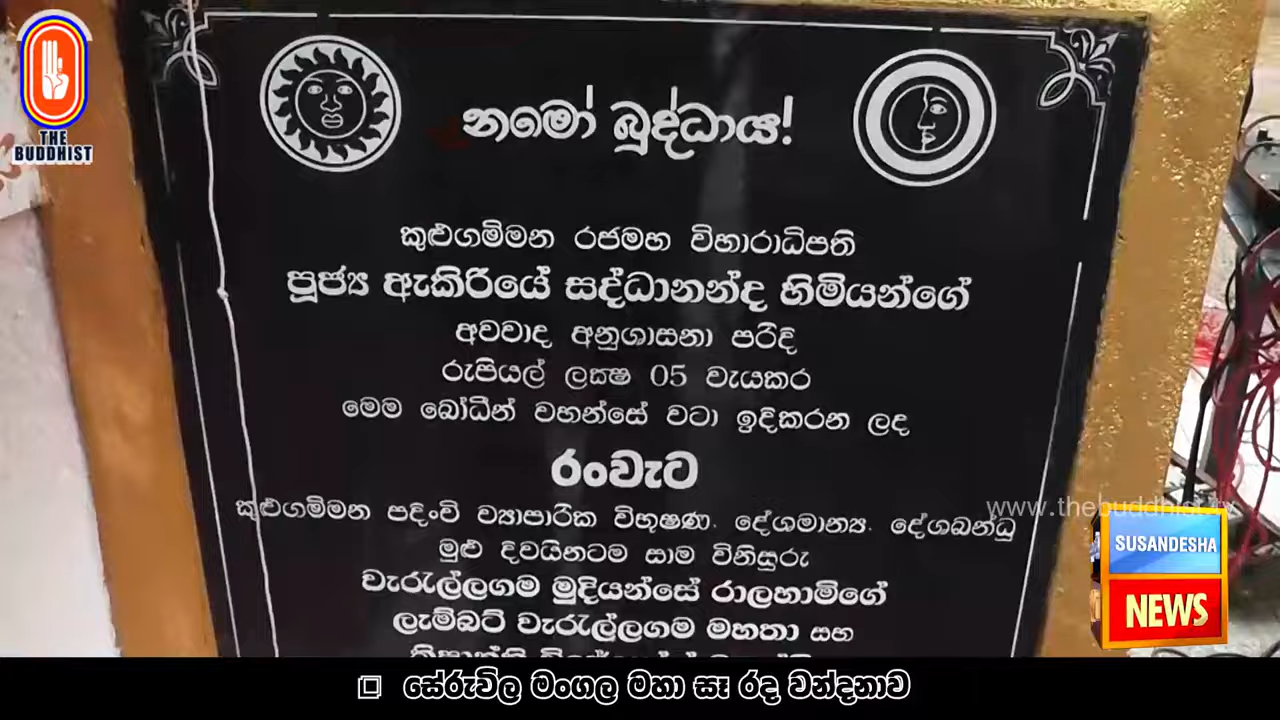 THE
BUDDHIST
නමෝ බුද්ධාය!
කුළුගම්මන රජමහ විහාරාධිපති
පූජ්‍ය ඇකිරියේ සද්ධානන්ද හිමියන්ගේ
අවවාද අනුශාසනා පරිදි
රුපියල් ලක්‍ෂ 05 වැයකර
මෙම බෝධීන් වහන්සේ වටා ඉදිකරන ලද
රංවැට
කුළුගම්මන පදිංචි ව්‍යාපාරික විභූෂණ. දේශමාන්‍ය. දේශබන්ධු
මුළු දිවයිනටම සාම විනිසුරු
වැරැල්ලගම මුදියන්සේ රාලහාමිගේ
ලැම්බට් වැරැල්ලගම මහතා සහ
www.thebuddhist.tv
SUSANDESHA
NEWS
සේරුවිල මංගල මහා සෑ රද වන්දනාව